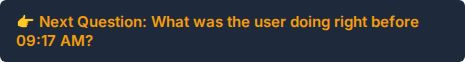 👉 Next Question: What was the user doing right before
09:17 AM?